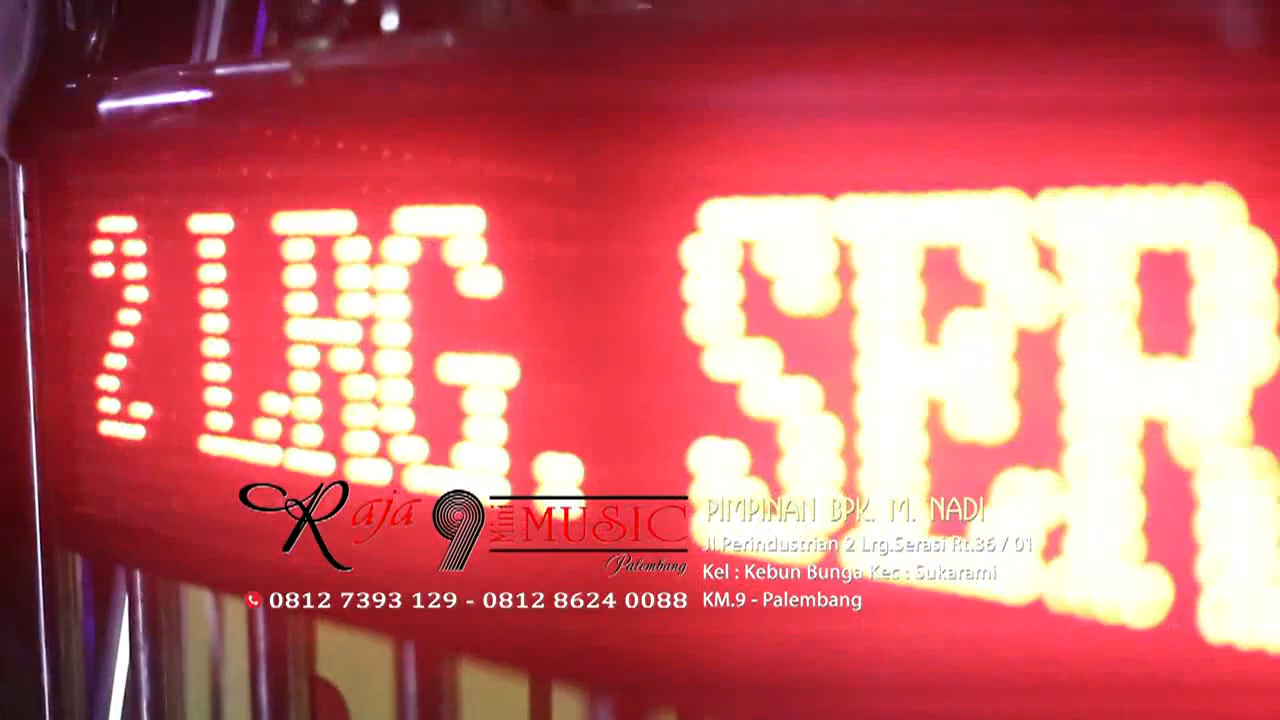 2 LRG. SER
Raja 9 Mini MUSIC
Palembang
0812 7393 129 - 0812 8624 0088
PIMPINAN BPK. M. NADI
Jl.Perindustrian 2 Lrg.Serasi Rt.36 / 01
Kel : Kebun Bunga Kec : Sukarami
KM.9 - Palembang